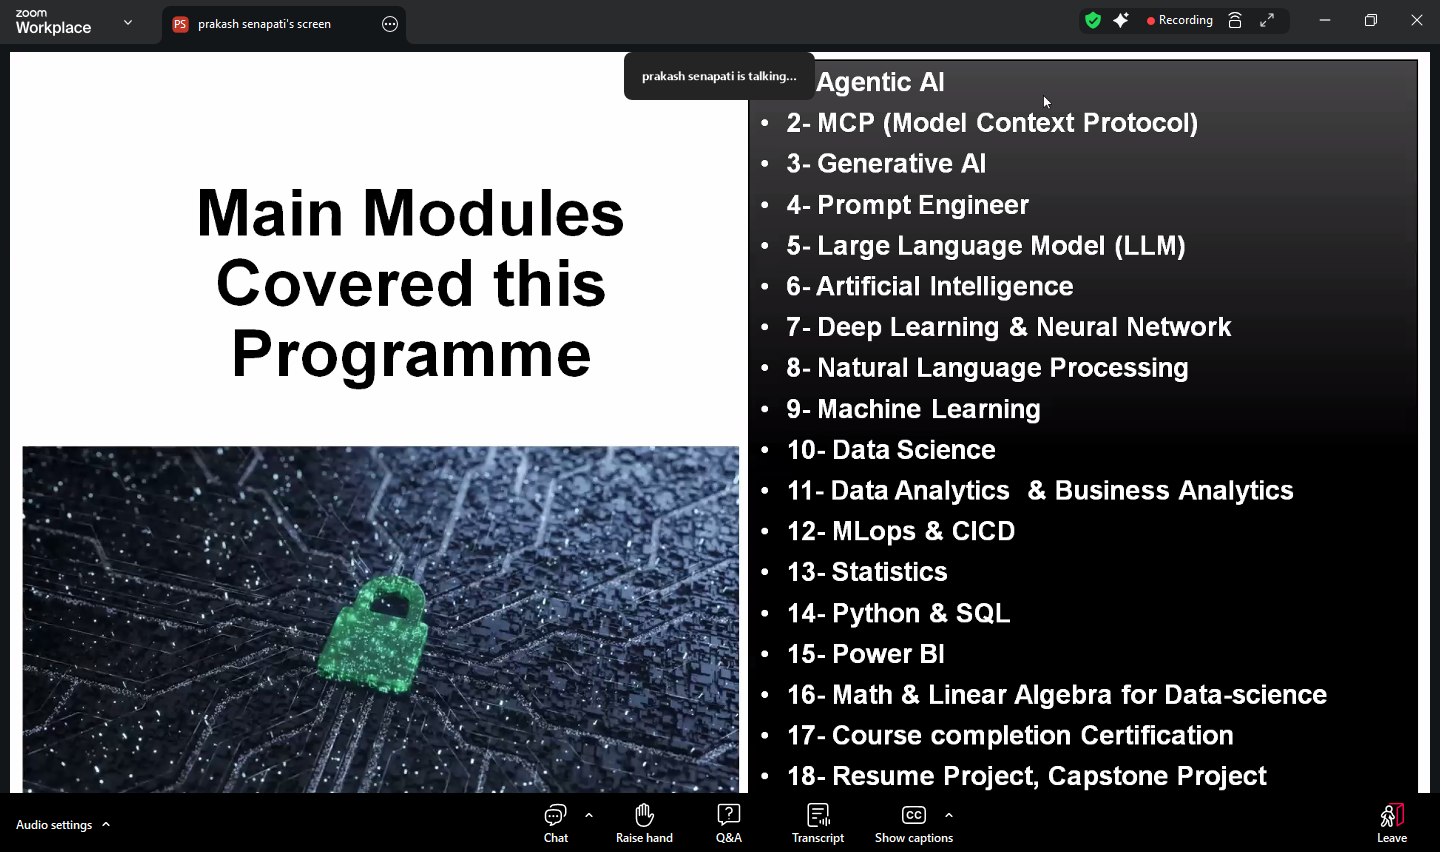 zoom
Workplace
PS prakash senapati's screen
Recording
prakash senapati is talking...
Main Modules
Covered this
Programme
Agentic AI
• 2- MCP (Model Context Protocol)
• 3- Generative AI
• 4- Prompt Engineer
• 5- Large Language Model (LLM)
• 6- Artificial Intelligence
• 7- Deep Learning & Neural Network
• 8- Natural Language Processing
• 9- Machine Learning
• 10- Data Science
• 11- Data Analytics & Business Analytics
• 12- MLops & CICD
• 13- Statistics
• 14- Python & SQL
• 15- Power BI
• 16- Math & Linear Algebra for Data-science
• 17- Course completion Certification
• 18- Resume Project, Capstone Project
Audio settings
Chat
Raise hand
Q&A
Transcript
CC
Show captions
Leave